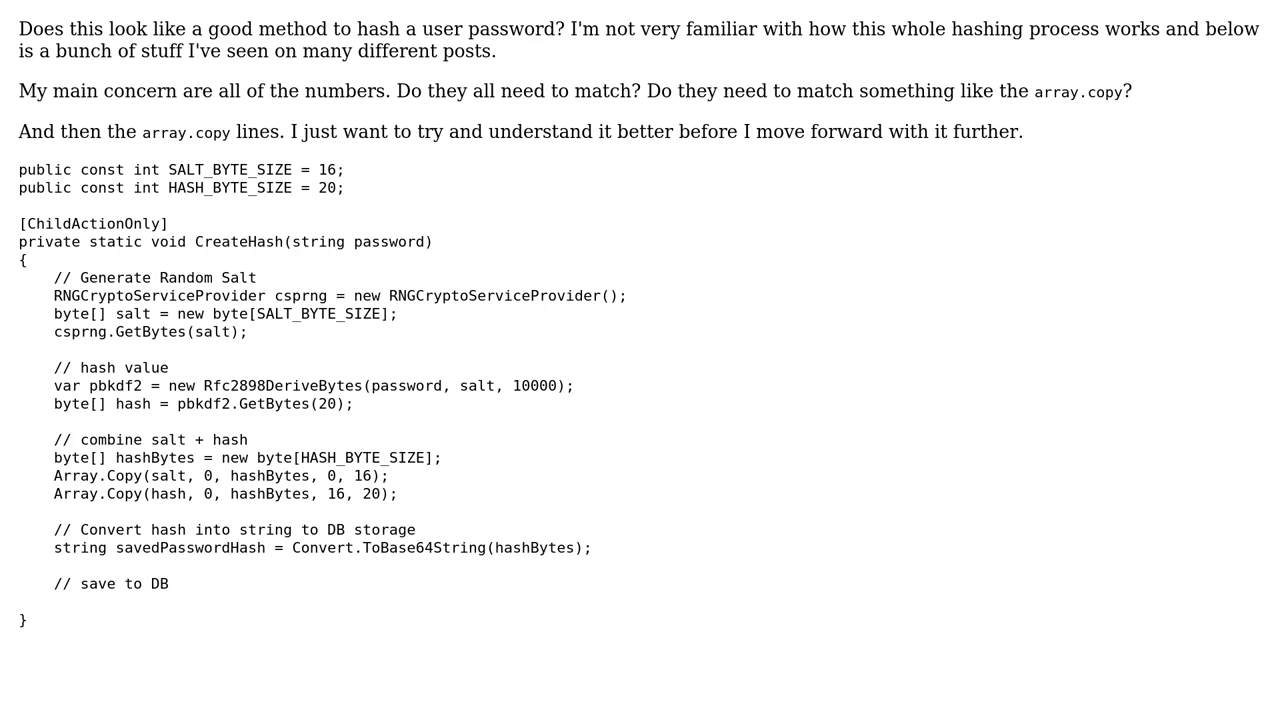 Does this look like a good method to hash a user password? I'm not very familiar with how this whole hashing process works and below
is a bunch of stuff I've seen on many different posts.
My main concern are all of the numbers. Do they all need to match? Do they need to match something like the array.copy?
And then the array.copy lines. I just want to try and understand it better before I move forward with it further.
public const int SALT_BYTE_SIZE = 16;
public const int HASH_BYTE_SIZE = 20;
[ChildActionOnly]
private static void CreateHash(string password)
{
    // Generate Random Salt
    RNGCryptoServiceProvider csprng = new RNGCryptoServiceProvider();
    byte[] salt = new byte[SALT_BYTE_SIZE];
    csprng.GetBytes(salt);
    // hash value
    var pbkdf2 = new Rfc2898DeriveBytes(password, salt, 10000);
    byte[] hash = pbkdf2.GetBytes(20);
    // combine salt + hash
    byte[] hashBytes = new byte[HASH_BYTE_SIZE];
    Array.Copy(salt, 0, hashBytes, 0, 16);
    Array.Copy(hash, 0, hashBytes, 16, 20);
    // Convert hash into string to DB storage
    string savedPasswordHash = Convert.ToBase64String(hashBytes);
    // save to DB
}